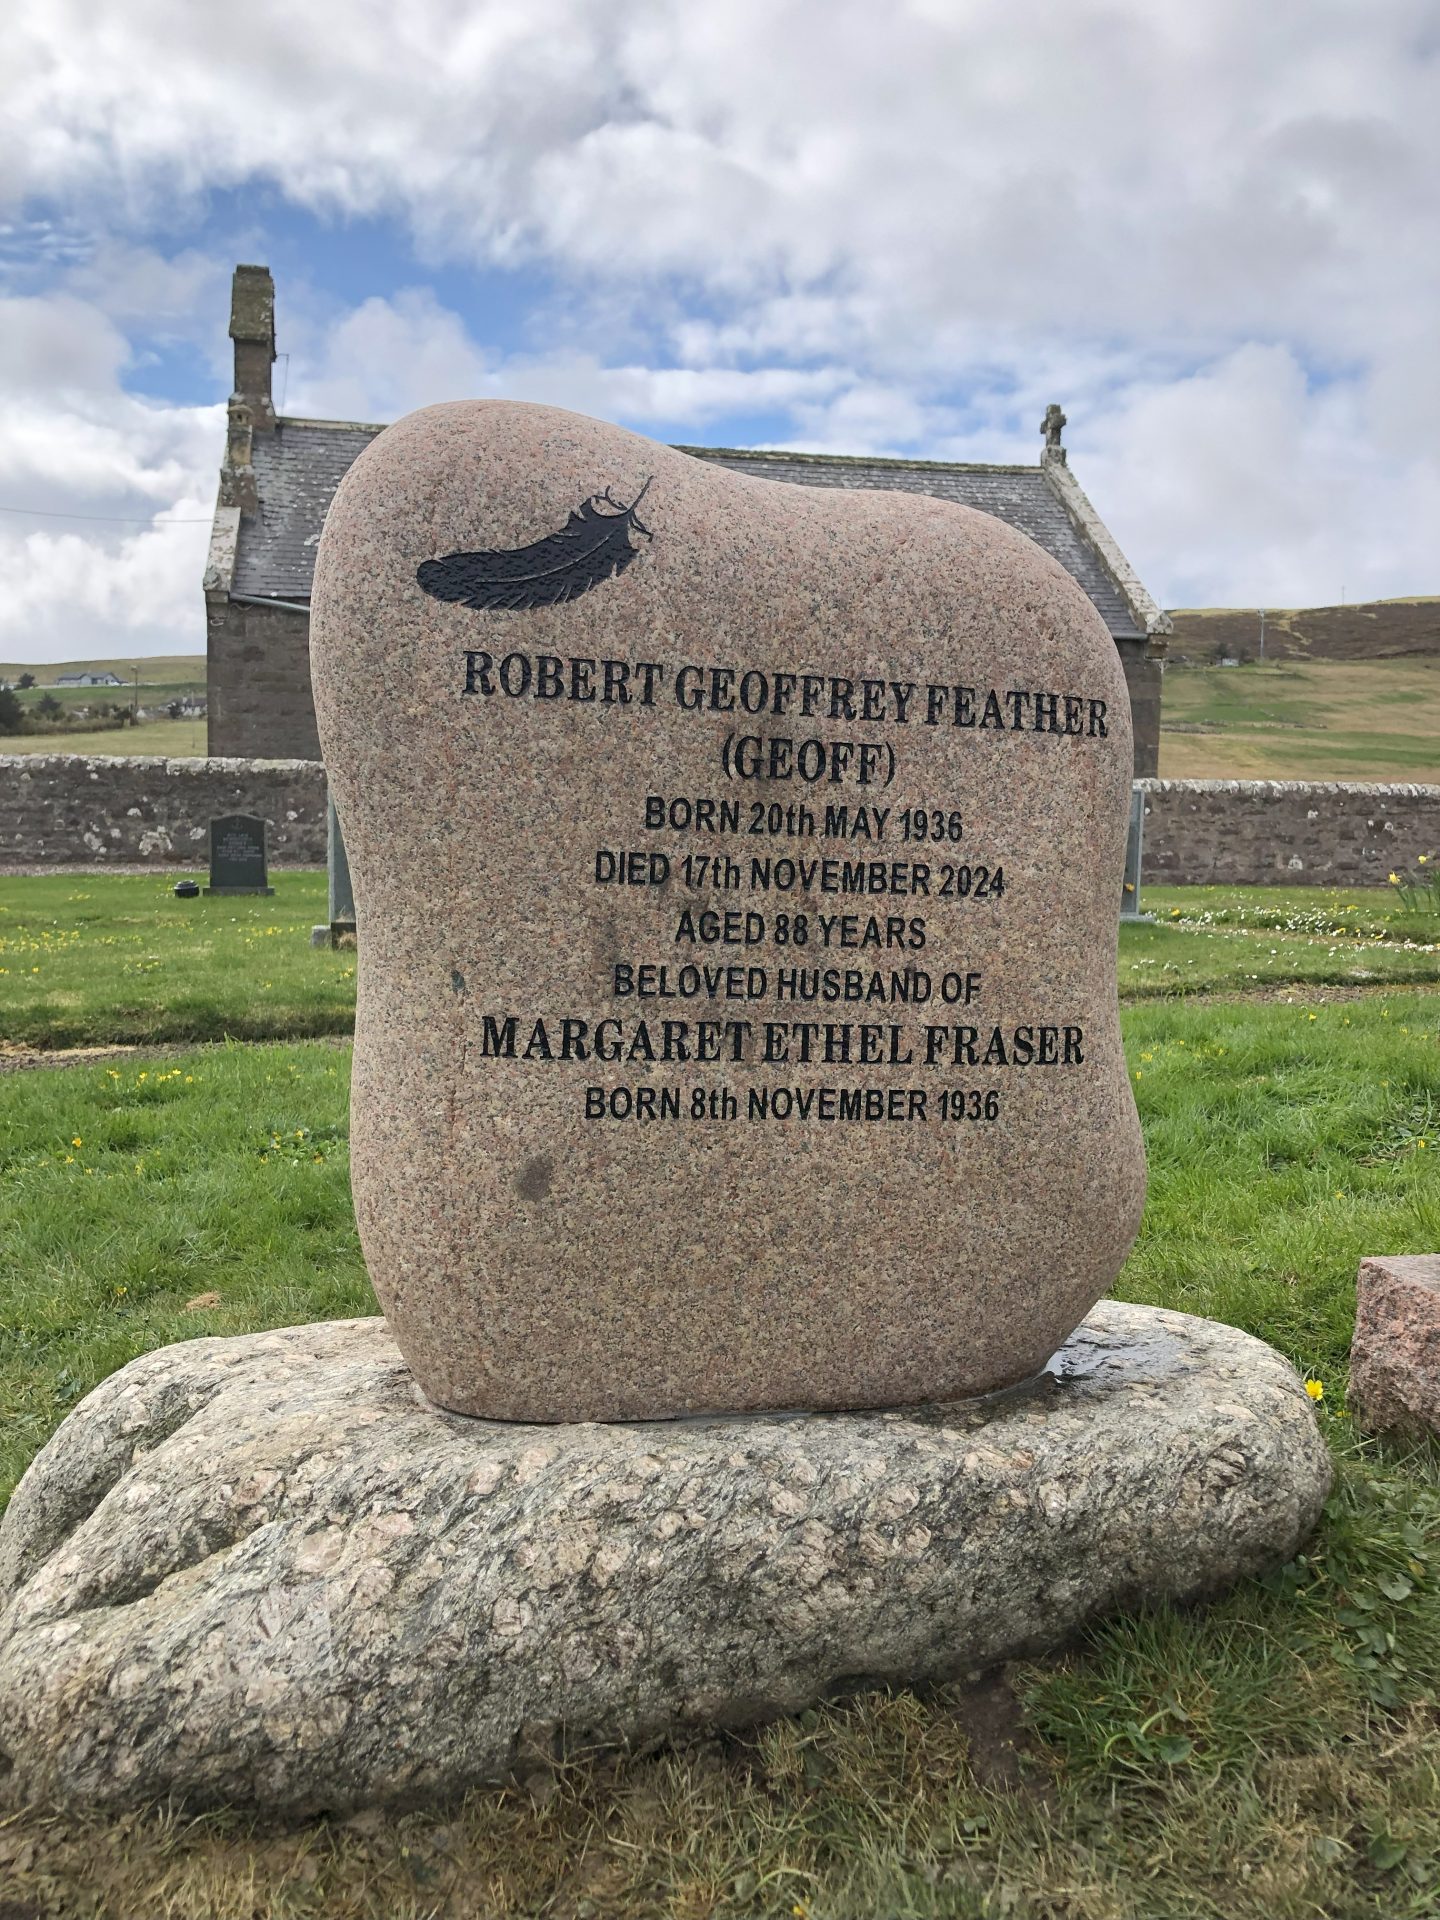 ROBERT GEOFFREY FEATHER
(GEOFF)
BORN 20th MAY 1936
DIED 17th NOVEMBER 2024
AGED 88 YEARS
BELOVED HUSBAND OF
MARGARET ETHEL FRASER
BORN 8th NOVEMBER 1936